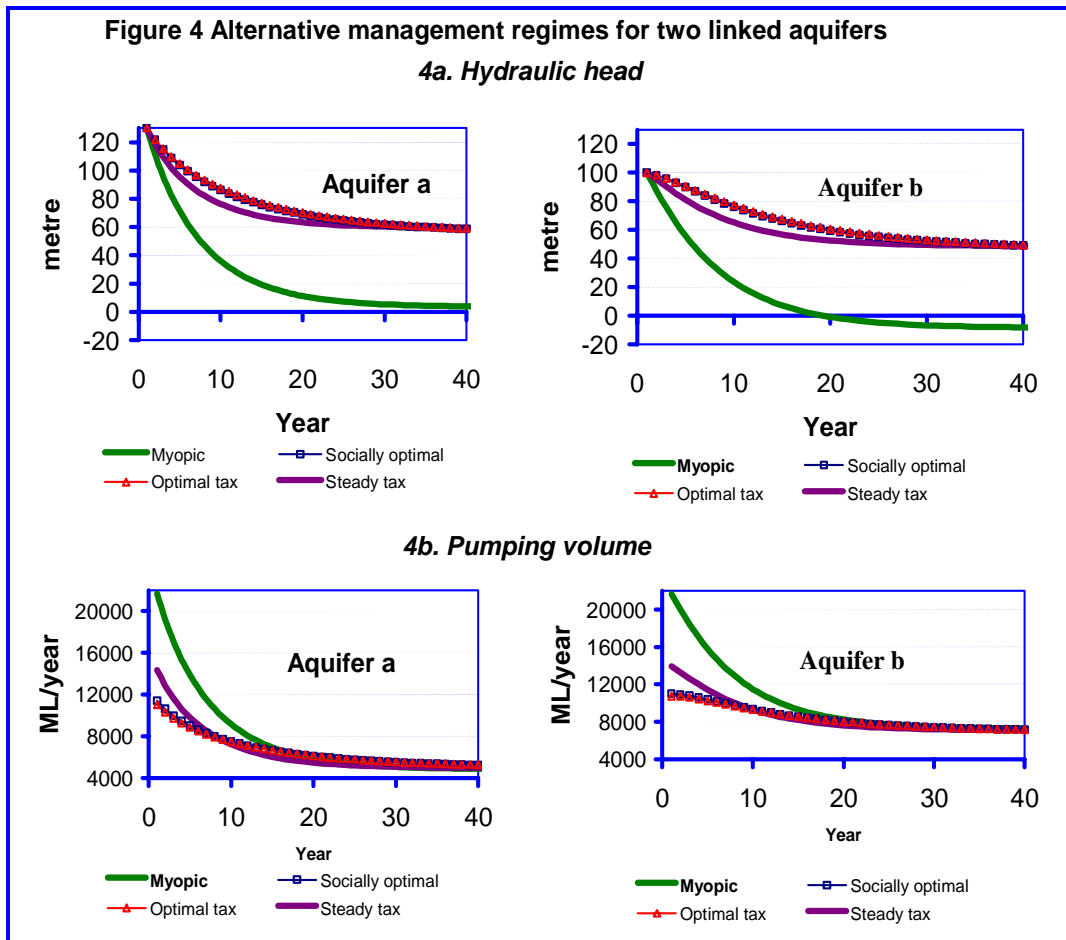 Figure 4 Alternative management regimes for two linked aquifers
4a. Hydraulic head
metre
120
100
80
60
40
20
0
-20
Aquifer a
0 10 20 30 40
Year
Myopic Socially optimal
Optimal tax Steady tax
metre
120
100
80
60
40
20
0
-20
Aquifer b
0 10 20 30 40
Year
Myopic Socially optimal
Optimal tax Steady tax
4b. Pumping volume
ML/year
20000
16000
12000
8000
4000
Aquifer a
0 10 20 30 40
Year
Myopic Socially optimal
Optimal tax Steady tax
ML/year
20000
16000
12000
8000
4000
Aquifer b
0 10 20 30 40
Year
Myopic Socially optimal
Optimal tax Steady tax